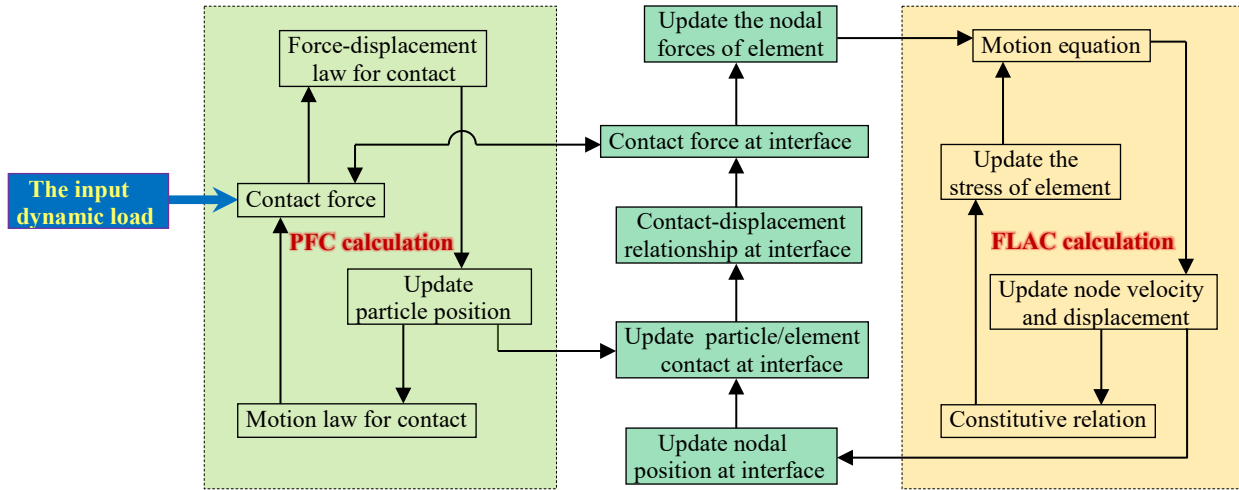 The input
dynamic load
Force-displacement
law for contact
Contact force
PFC calculation
Update
particle position
Motion law for contact
Update the nodal
forces of element
Contact force at interface
Contact-displacement
relationship at interface
Update particle/element
contact at interface
Update nodal
position at interface
Motion equation
Update the
stress of element
FLAC calculation
Update node velocity
and displacement
Constitutive relation